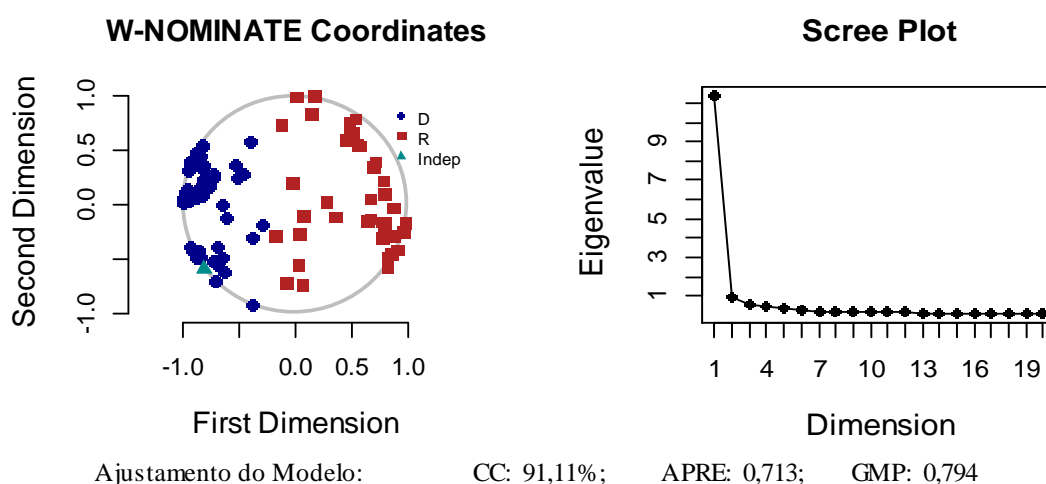 W-NOMINATE Coordinates
Second Dimension
1.0
0.5
0.0
-1.0
D
R
Indep
-1.0 0.0 0.5 1.0
First Dimension
Scree Plot
Eigenvalue
9
7
5
3
1
1 4 7 10 13 16 19
Dimension
Ajustamento do Modelo: CC: 91,11%; APRE: 0,713; GMP: 0,794